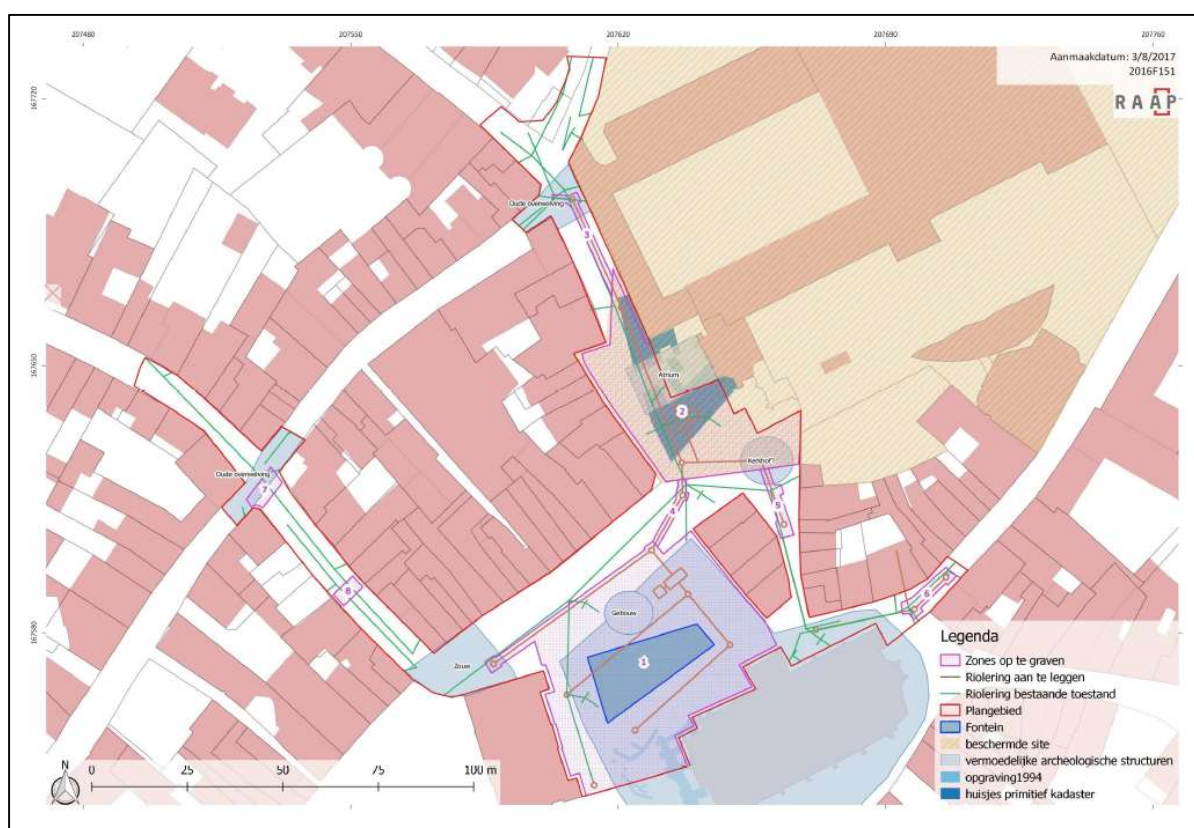 207480
207550
207620
207690
207760
Aanmaakdatum: 3/8/2017
2016F151
RAAP
167720
167650
167580
Oude overwelving
3
Atrium
2
Kerkhof?
Oude overwelving
7
4
5
8
Gebouw
6
Zouw
1
N
0 25 50 75 100 m
Legenda
Zones op te graven
Riolering aan te leggen
Riolering bestaande toestand
Plangebied
Fontein
beschermde site
vermoedelijke archeologische structuren
opgraving1994
huisjes primitief kadaster